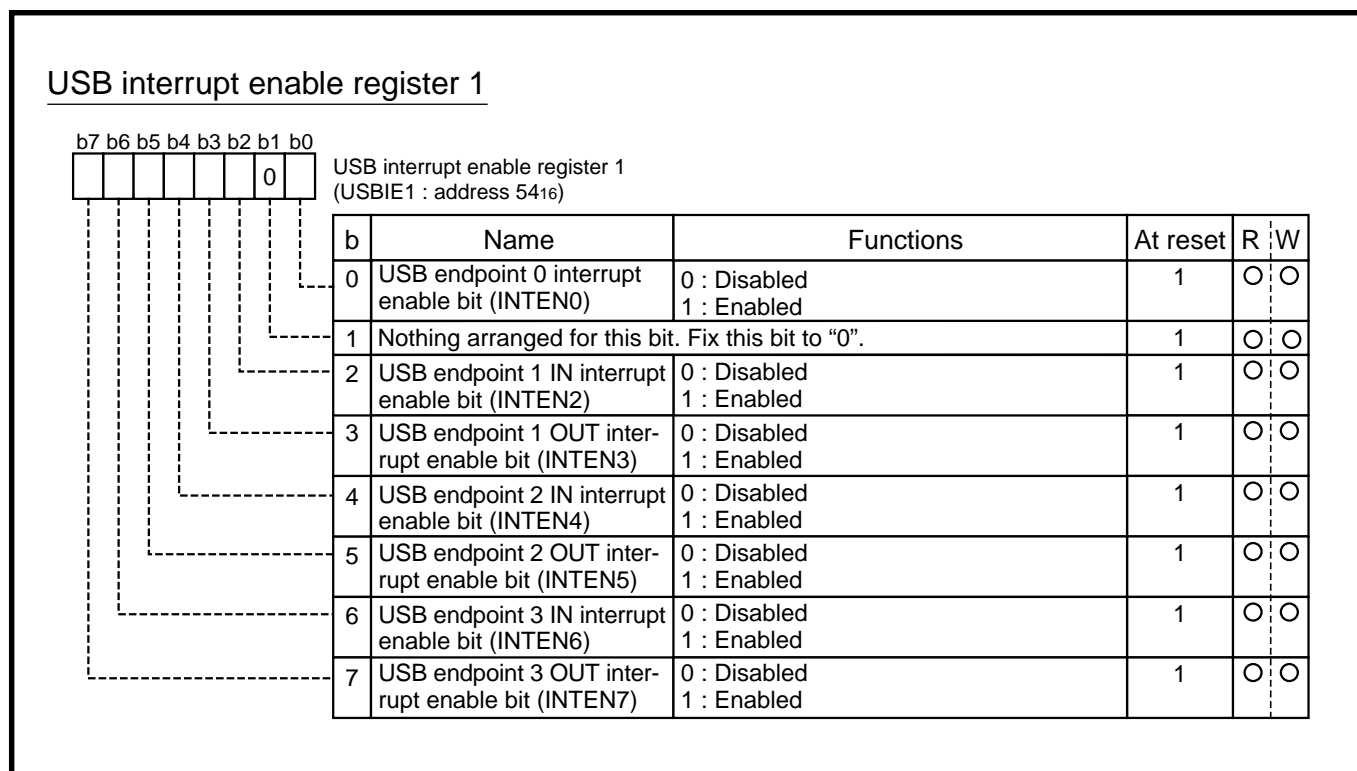 USB interrupt enable register 1
b7 b6 b5 b4 b3 b2 b1 b0
0
USB interrupt enable register 1
(USBIE1 : address 5416)
b Name Functions At reset R W
0 USB endpoint 0 interrupt 0 : Disabled 1 ○ ○
enable bit (INTEN0) 1 : Enabled
1 Nothing arranged for this bit. Fix this bit to “0”. 1 ○ ○
2 USB endpoint 1 IN interrupt 0 : Disabled 1 ○ ○
enable bit (INTEN2) 1 : Enabled
3 USB endpoint 1 OUT inter- 0 : Disabled 1 ○ ○
rupt enable bit (INTEN3) 1 : Enabled
4 USB endpoint 2 IN interrupt 0 : Disabled 1 ○ ○
enable bit (INTEN4) 1 : Enabled
5 USB endpoint 2 OUT inter- 0 : Disabled 1 ○ ○
rupt enable bit (INTEN5) 1 : Enabled
6 USB endpoint 3 IN interrupt 0 : Disabled 1 ○ ○
enable bit (INTEN6) 1 : Enabled
7 USB endpoint 3 OUT inter- 0 : Disabled 1 ○ ○
rupt enable bit (INTEN7) 1 : Enabled